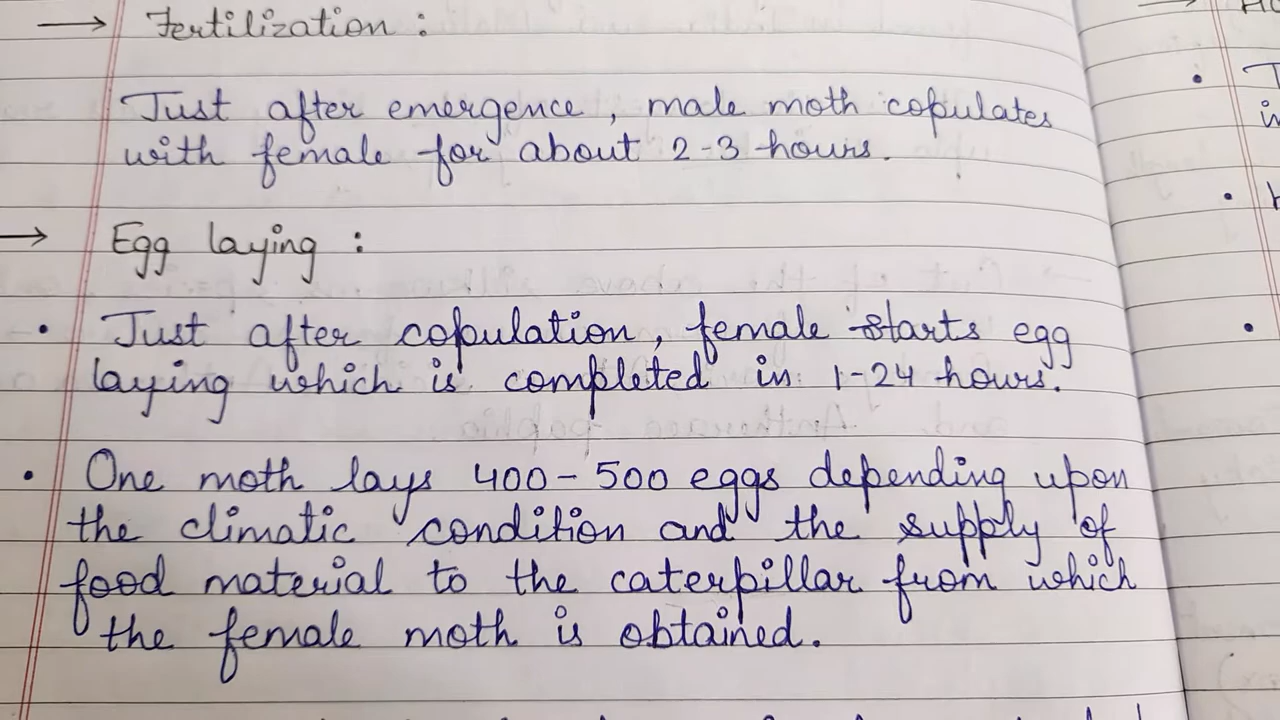 → Fertilization :
Just after emergence, male moth copulates
with female for about 2-3 hours.
→ Egg laying :
• Just after copulation, female starts egg
laying which is completed in 1-24 hours.
• One moth lays 400-500 eggs depending upon
the climatic condition and the supply of
food material to the caterpillar from which
the female moth is obtained.